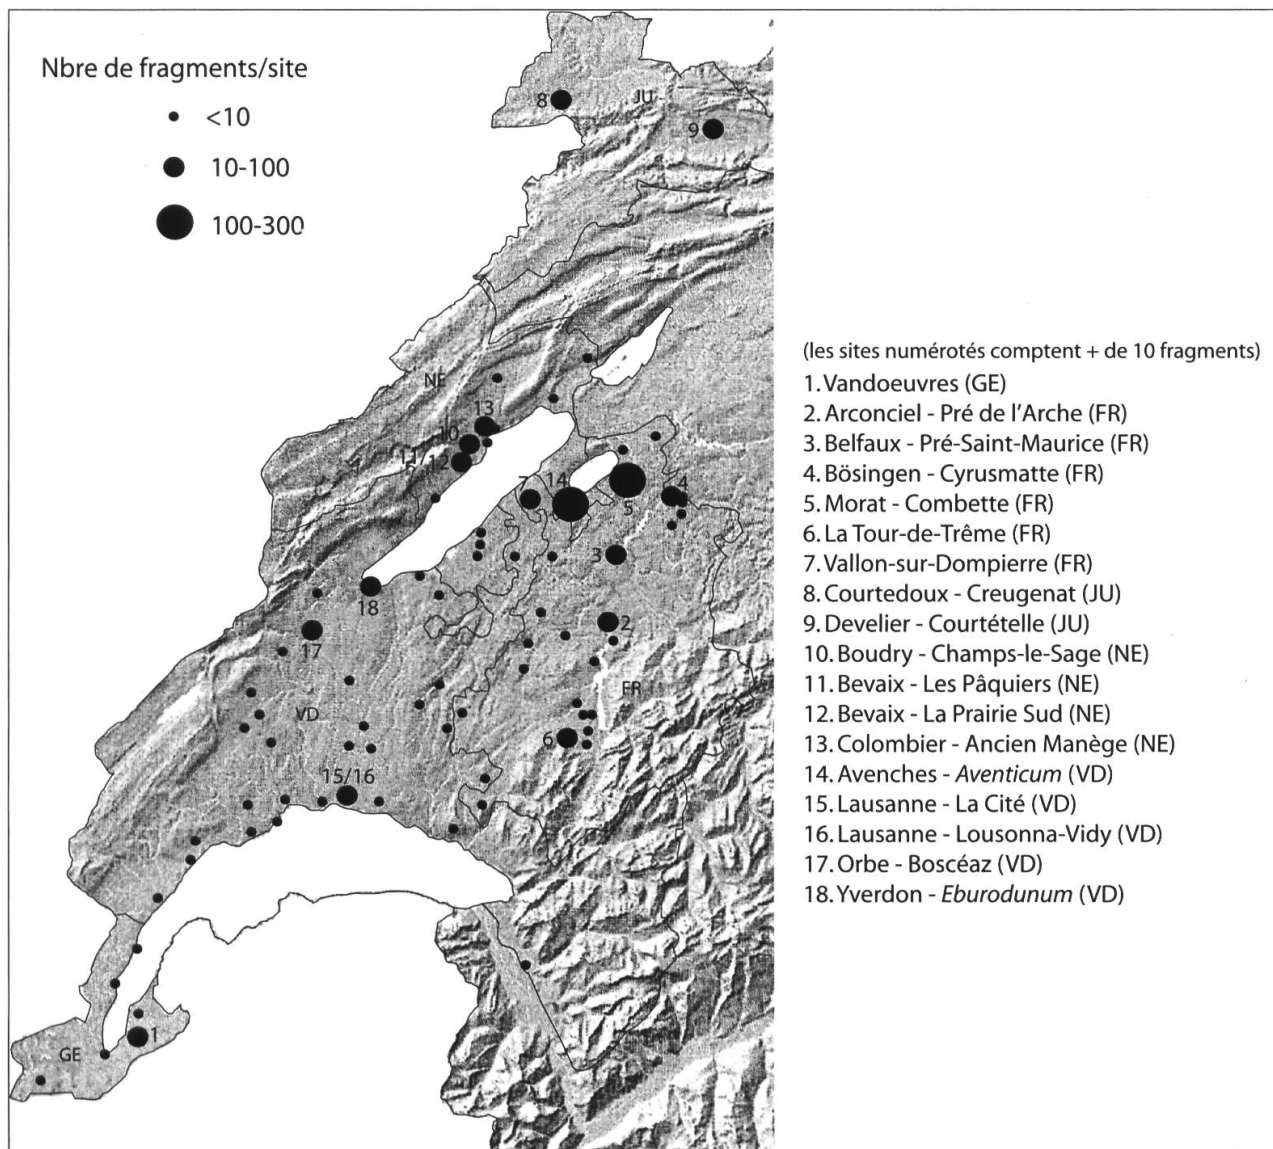 Nbre de fragments/site
<10
10-100
100-300
8
JU
9
NE
13
10
11/12
7
14
5
4
3
18
2
17
FR
VD
6
15/16
1
GE
(les sites numérotés comptent + de 10 fragments)
1. Vandoeuvres (GE)
2. Arconciel - Pré de l'Arche (FR)
3. Belfaux - Pré-Saint-Maurice (FR)
4. Bösingen - Cyrusmatte (FR)
5. Morat - Combette (FR)
6. La Tour-de-Trême (FR)
7. Vallon-sur-Dompierre (FR)
8. Courtedoux - Creugenat (JU)
9. Develier - Courtételle (JU)
10. Boudry - Champs-le-Sage (NE)
11. Bevaix - Les Pâquiers (NE)
12. Bevaix - La Prairie Sud (NE)
13. Colombier - Ancien Manège (NE)
14. Avenches - Aventicum (VD)
15. Lausanne - La Cité (VD)
16. Lausanne - Lousonna-Vidy (VD)
17. Orbe - Boscéaz (VD)
18. Yverdon - Eburodunum (VD)